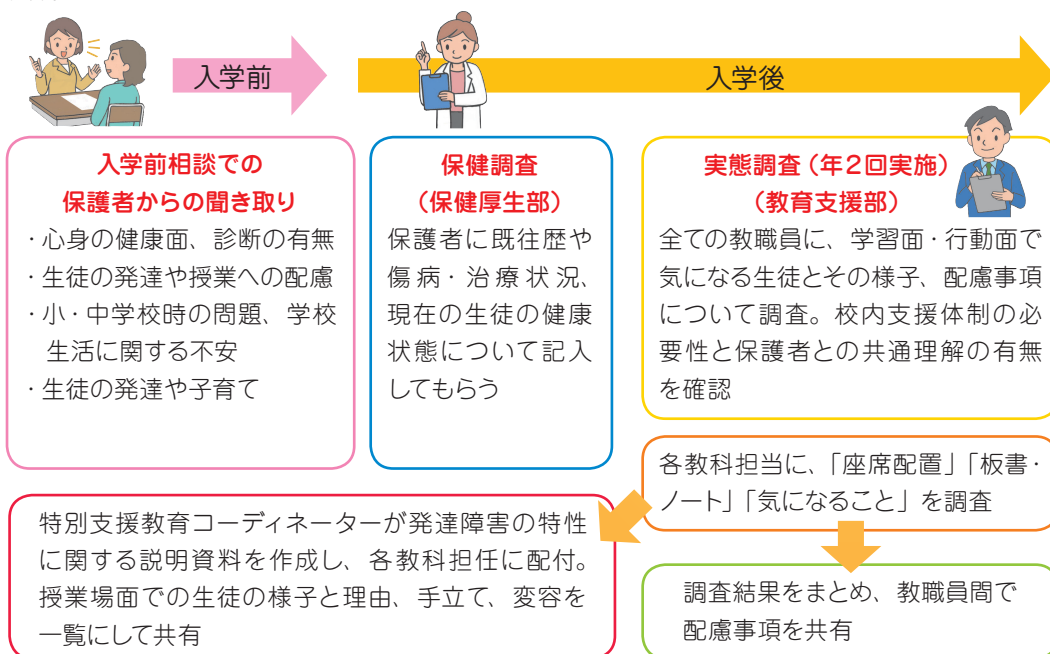 入学前
入学後
入学前相談での
保護者からの聞き取り
・心身の健康面、診断の有無
・生徒の発達や授業への配慮
・小・中学校時の問題、学校
生活に関する不安
・生徒の発達や子育て
保健調査
（保健厚生部）
保護者に既往歴や
傷病・治療状況、
現在の生徒の健康
状態について記入
してもらう
実態調査（年２回実施）
（教育支援部）
全ての教職員に、学習面・行動面で
気になる生徒とその様子、配慮事項
について調査。校内支援体制の必
要性と保護者との共通理解の有無
を確認
各教科担当に、「座席配置」「板書・
ノート」「気になること」を調査
特別支援教育コーディネーターが発達障害の特性
に関する説明資料を作成し、各教科担任に配付。
授業場面での生徒の様子と理由、手立て、変容を
一覧にして共有
調査結果をまとめ、教職員間で
配慮事項を共有